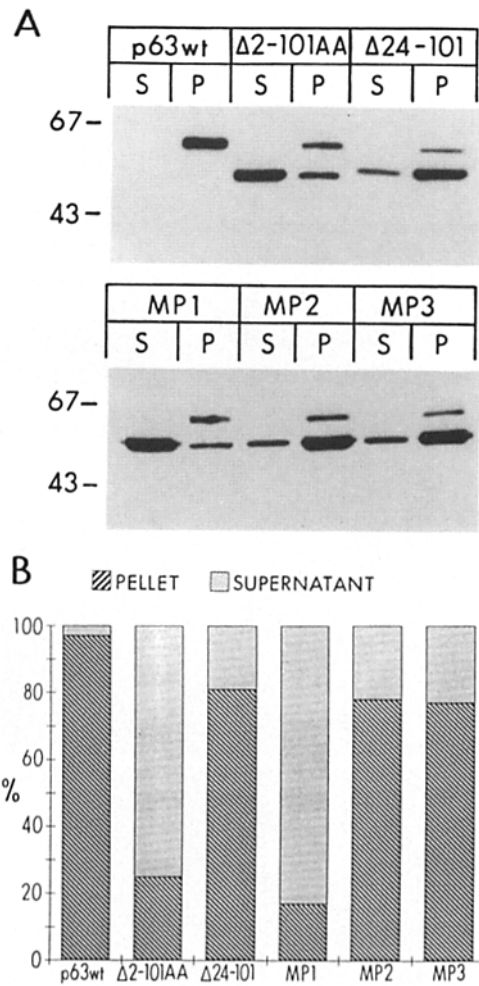 A
p63wt Δ2-101AA Δ24-101
S P S P S P
67-
43-
MP1 MP2 MP3
S P S P S P
67-
43-
B
PELLET SUPERNATANT
100
80
60
%
40
20
0
p63wt Δ2-101AA Δ24-101 MP1 MP2 MP3